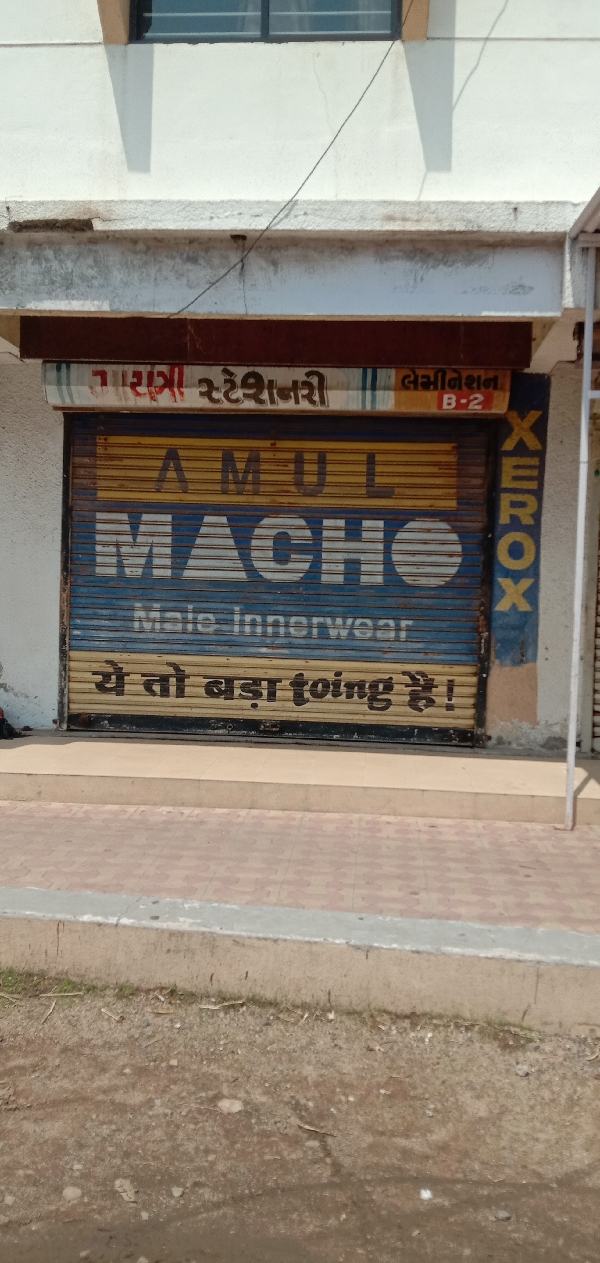 સ્ટેશનરી
લેમીનેશન
B-2
XEROX
AMUL
MACHO
Male innerwear
ये तो बड़ा toing है!